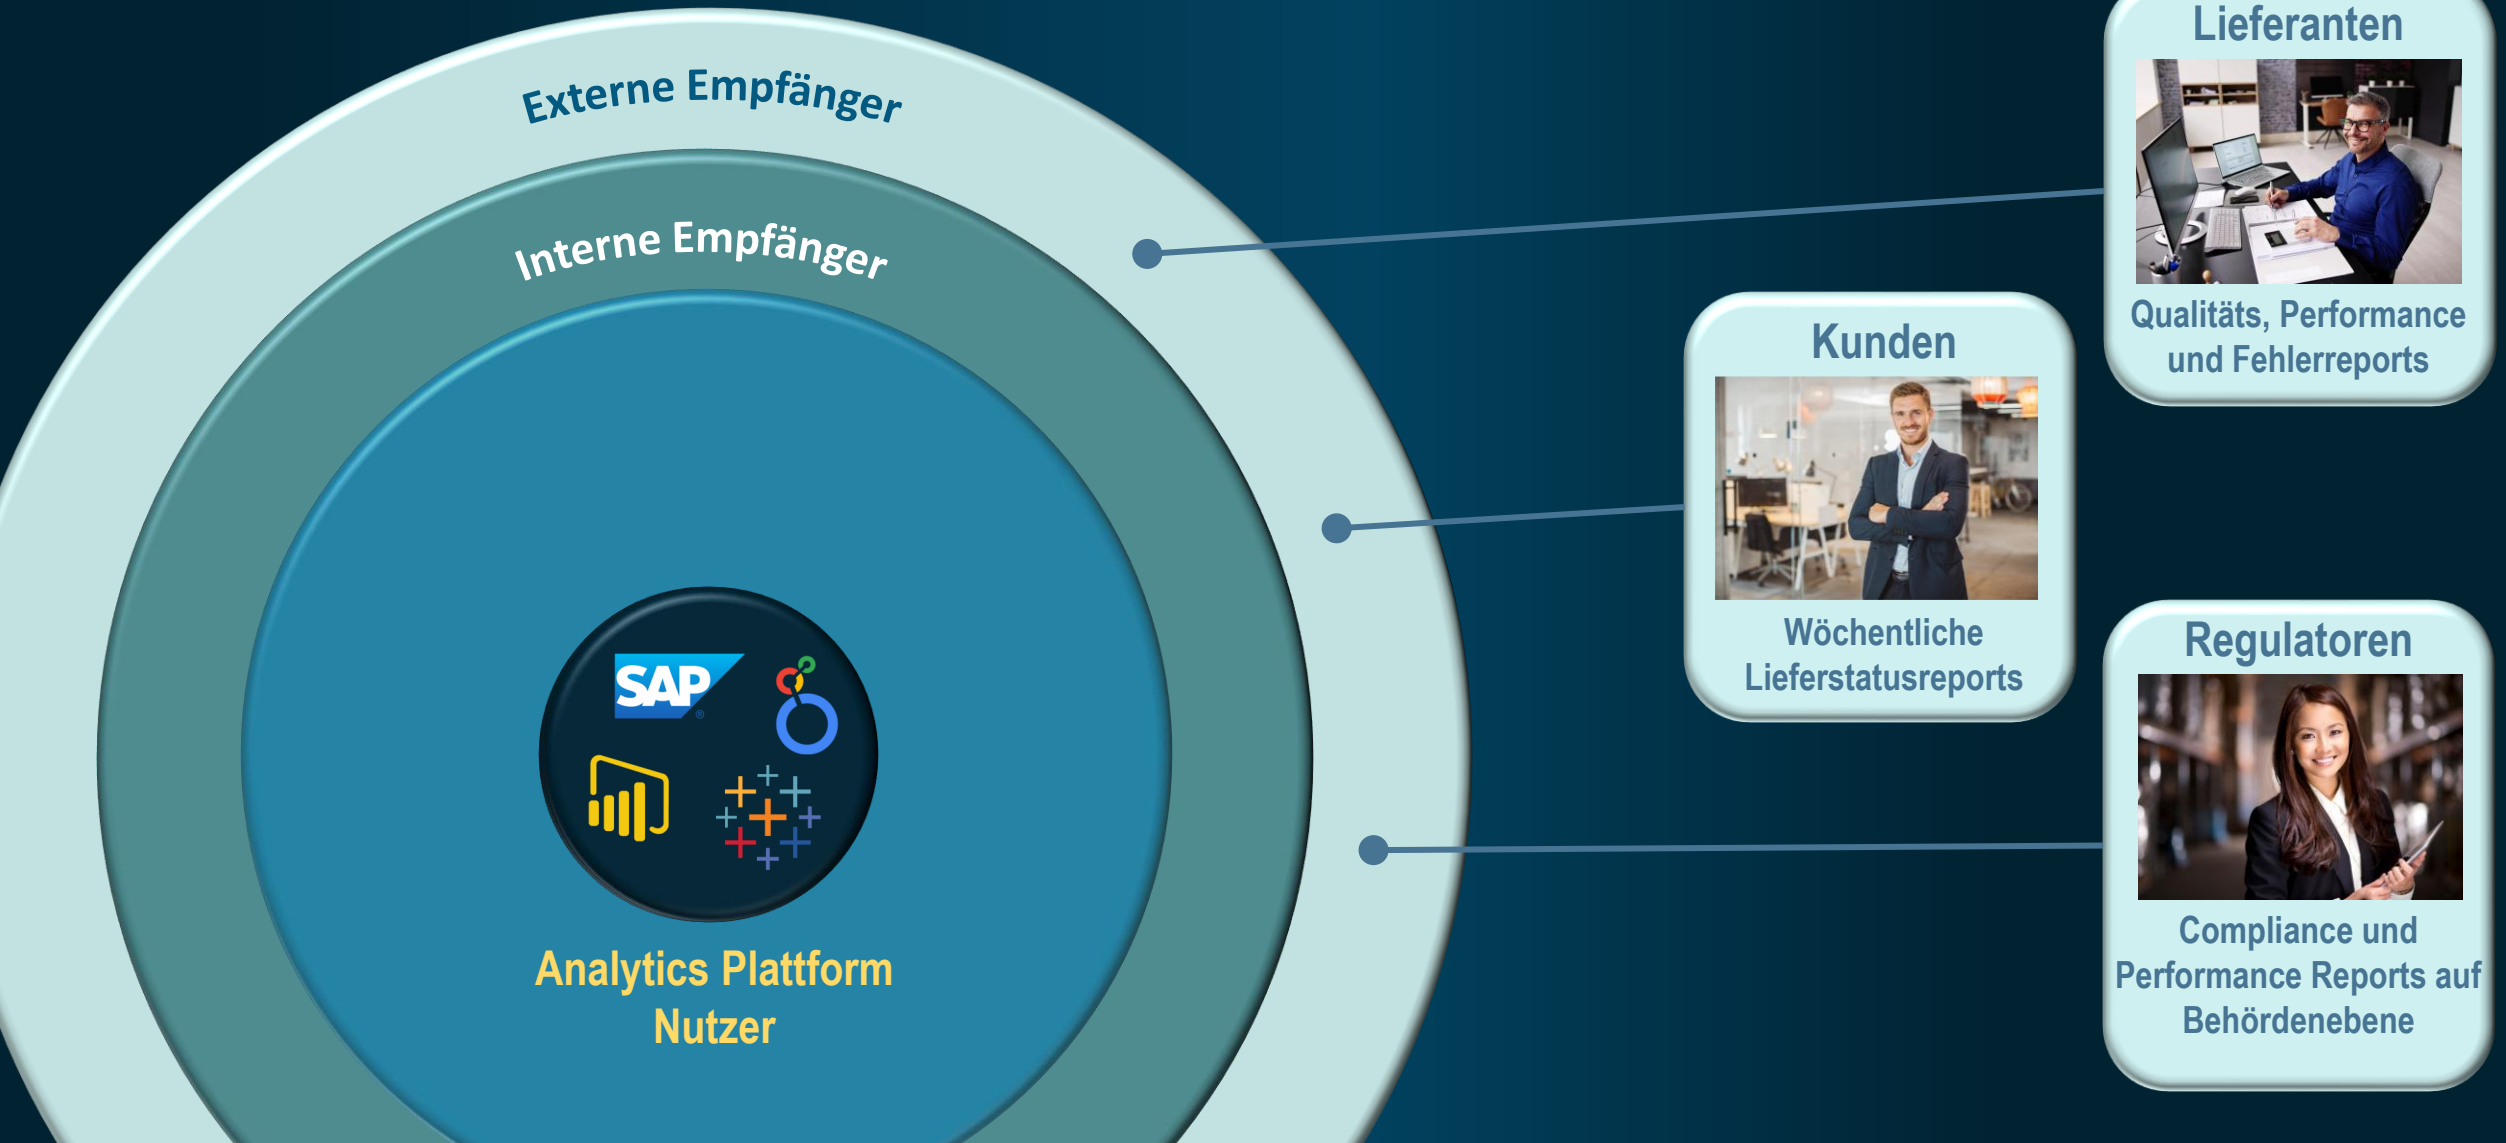 Externe Empfänger
Interne Empfänger
SAP
®
Analytics Plattform
Nutzer
Lieferanten
Qualitäts, Performance
und Fehlerreports
Kunden
Wöchentliche
Lieferstatusreports
Regulatoren
Compliance und
Performance Reports auf
Behördenebene